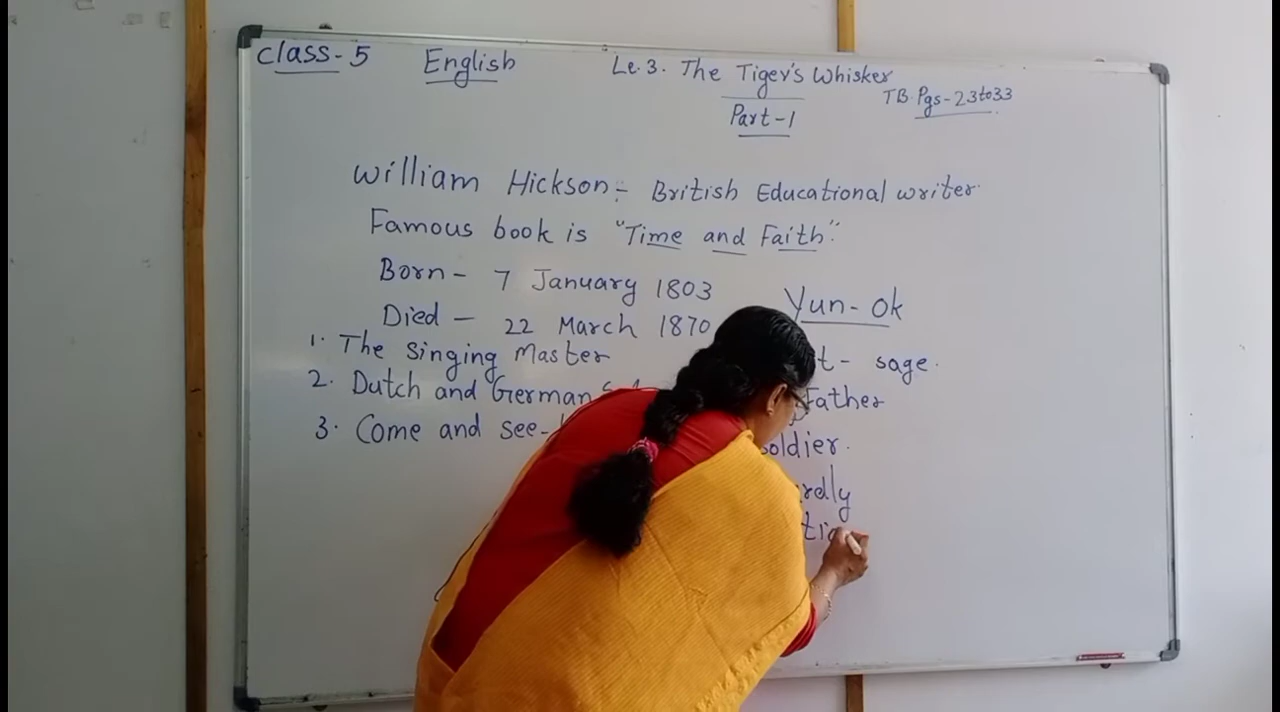 Class-5 English Le.3. The Tiger's Whisker
TB.Pgs-23to33
Part-1
William Hickson:- British Educational writer.
Famous book is "Time and Faith".
Born- 7 January 1803
Died - 22 March 1870
1. The Singing Master
2. Dutch and German
3. Come and see-
Yun-Ok
sage.
Father
soldier.